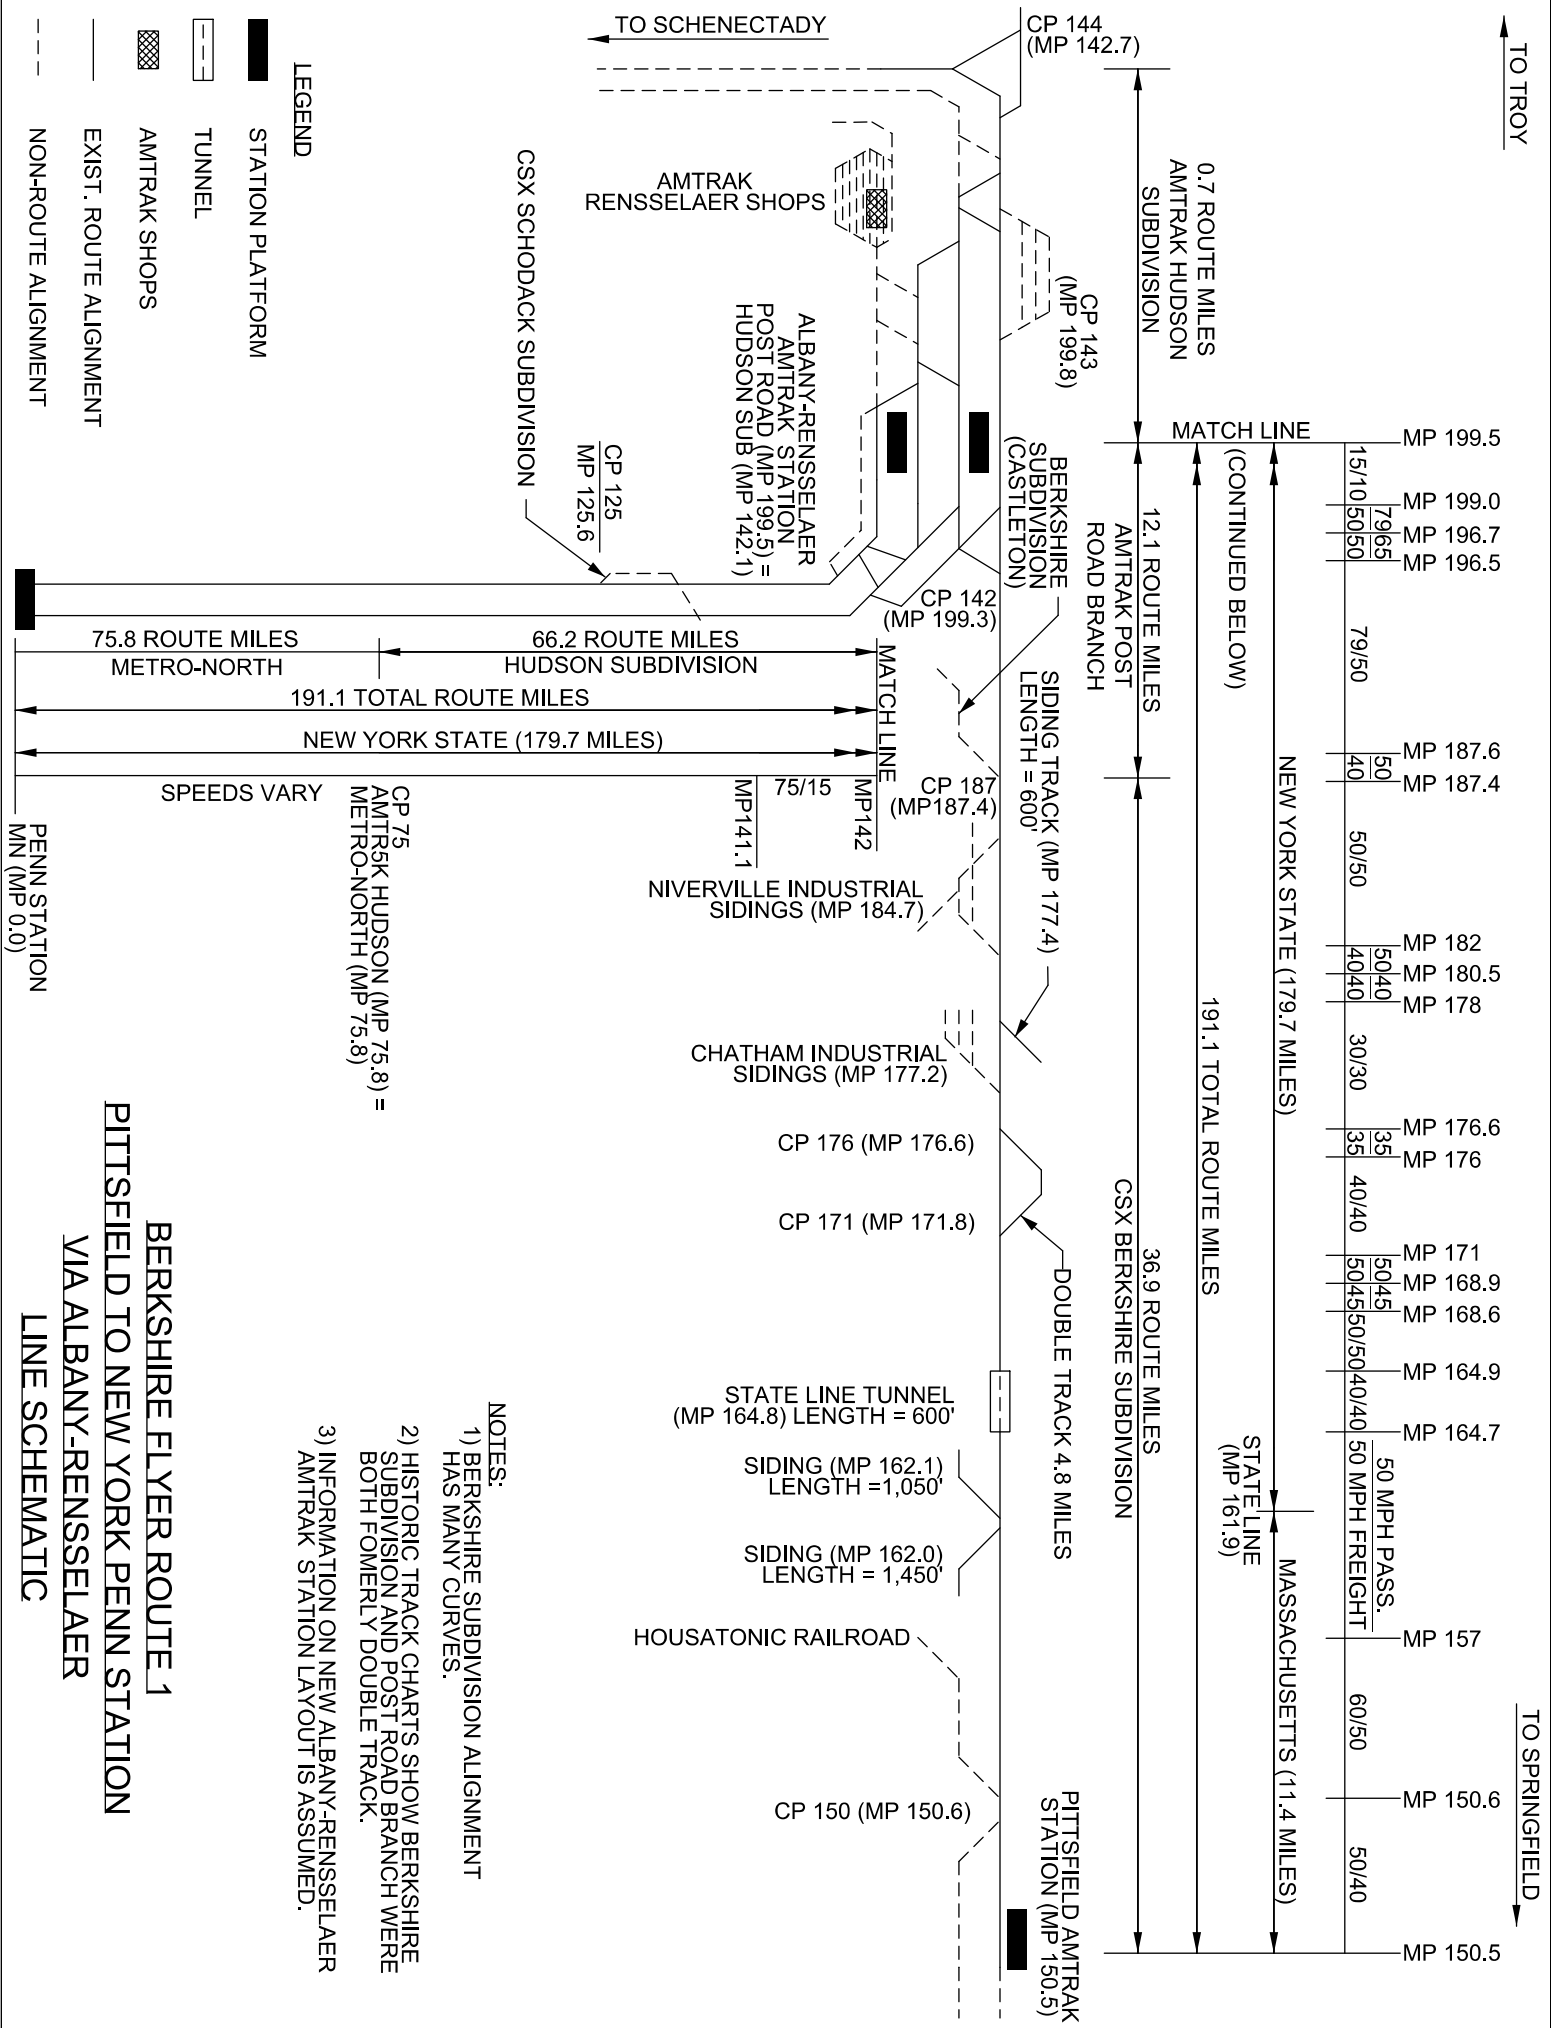 TO TROY
TO SPRINGFIELD
TO SCHENECTADY
MP 199.5
MP 199.0
MP 196.7
MP 196.5
MP 187.6
MP 187.4
MP 182
MP 180.5
MP 178
MP 176.6
MP 176
MP 171
MP 168.9
MP 168.6
MP 164.9
MP 164.7
MP 157
MP 150.6
MP 150.5
15/10
79
50
65
50
79/50
50
40
50/50
50
40
40
40
30/30
35
35
40/40
50
50
45
45
50/50
40/40
50 MPH PASS.
50 MPH FREIGHT
60/50
50/40
MATCH LINE
(CONTINUED BELOW)
NEW YORK STATE (179.7 MILES)
STATE LINE
(MP 161.9)
MASSACHUSETTS (11.4 MILES)
191.1 TOTAL ROUTE MILES
0.7 ROUTE MILES
AMTRAK HUDSON
SUBDIVISION
12.1 ROUTE MILES
AMTRAK POST
ROAD BRANCH
36.9 ROUTE MILES
CSX BERKSHIRE SUBDIVISION
CP 144
(MP 142.7)
CP 143
(MP 199.8)
BERKSHIRE
SUBDIVISION
(CASTLETON)
SIDING TRACK (MP 177.4)
LENGTH = 600'
DOUBLE TRACK 4.8 MILES
PITTSFIELD AMTRAK
STATION (MP 150.5)
AMTRAK
RENSSELAER SHOPS
CSX SCHODACK SUBDIVISION
ALBANY-RENSSELAER
AMTRAK STATION
POST ROAD (MP 199.5) =
HUDSON SUB (MP 142.1)
CP 125
MP 125.6
CP 142
(MP 199.3)
CP 187
(MP187.4)
NIVERVILLE INDUSTRIAL
SIDINGS (MP 184.7)
CHATHAM INDUSTRIAL
SIDINGS (MP 177.2)
CP 176 (MP 176.6)
CP 171 (MP 171.8)
STATE LINE TUNNEL
(MP 164.8) LENGTH = 600'
SIDING (MP 162.1)
LENGTH =1,050'
SIDING (MP 162.0)
LENGTH = 1,450'
HOUSATONIC RAILROAD
CP 150 (MP 150.6)
75.8 ROUTE MILES
METRO-NORTH
66.2 ROUTE MILES
HUDSON SUBDIVISION
191.1 TOTAL ROUTE MILES
NEW YORK STATE (179.7 MILES)
MATCH LINE
SPEEDS VARY
75/15
MP141.1
MP142
CP 75
AMTR5K HUDSON (MP 75.8) =
METRO-NORTH (MP 75.8)
PENN STATION
MN (MP 0.0)
LEGEND
STATION PLATFORM
TUNNEL
AMTRAK SHOPS
EXIST. ROUTE ALIGNMENT
NON-ROUTE ALIGNMENT
NOTES:
1) BERKSHIRE SUBDIVISION ALIGNMENT
HAS MANY CURVES.
2) HISTORIC TRACK CHARTS SHOW BERKSHIRE
SUBDIVISION AND POST ROAD BRANCH WERE
BOTH FOMERLY DOUBLE TRACK.
3) INFORMATION ON NEW ALBANY-RENSSELAER
AMTRAK STATION LAYOUT IS ASSUMED.
BERKSHIRE FLYER ROUTE 1
PITTSFIELD TO NEW YORK PENN STATION
VIA ALBANY-RENSSELAER
LINE SCHEMATIC